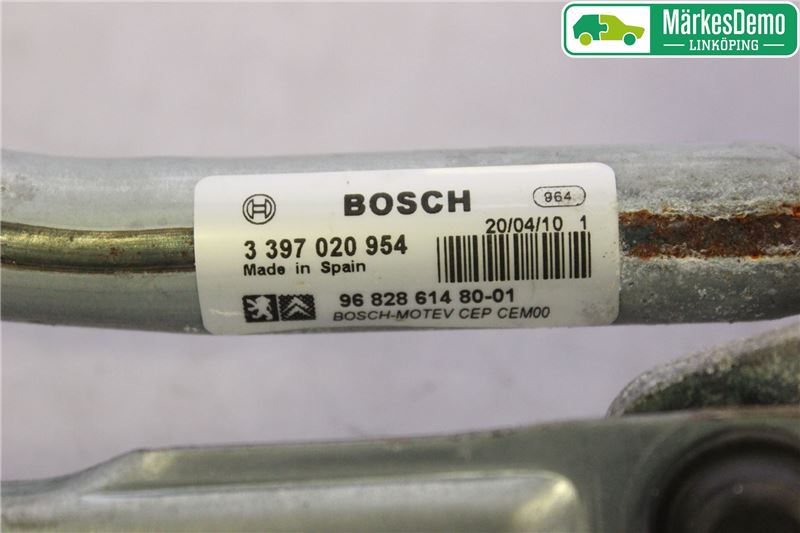 MärkesDemo
LINKÖPING
BOSCH
964
3 397 020 954
Made in Spain
20/04/10 1
96 828 614 80-01
BOSCH-MOTEV CEP CEM00